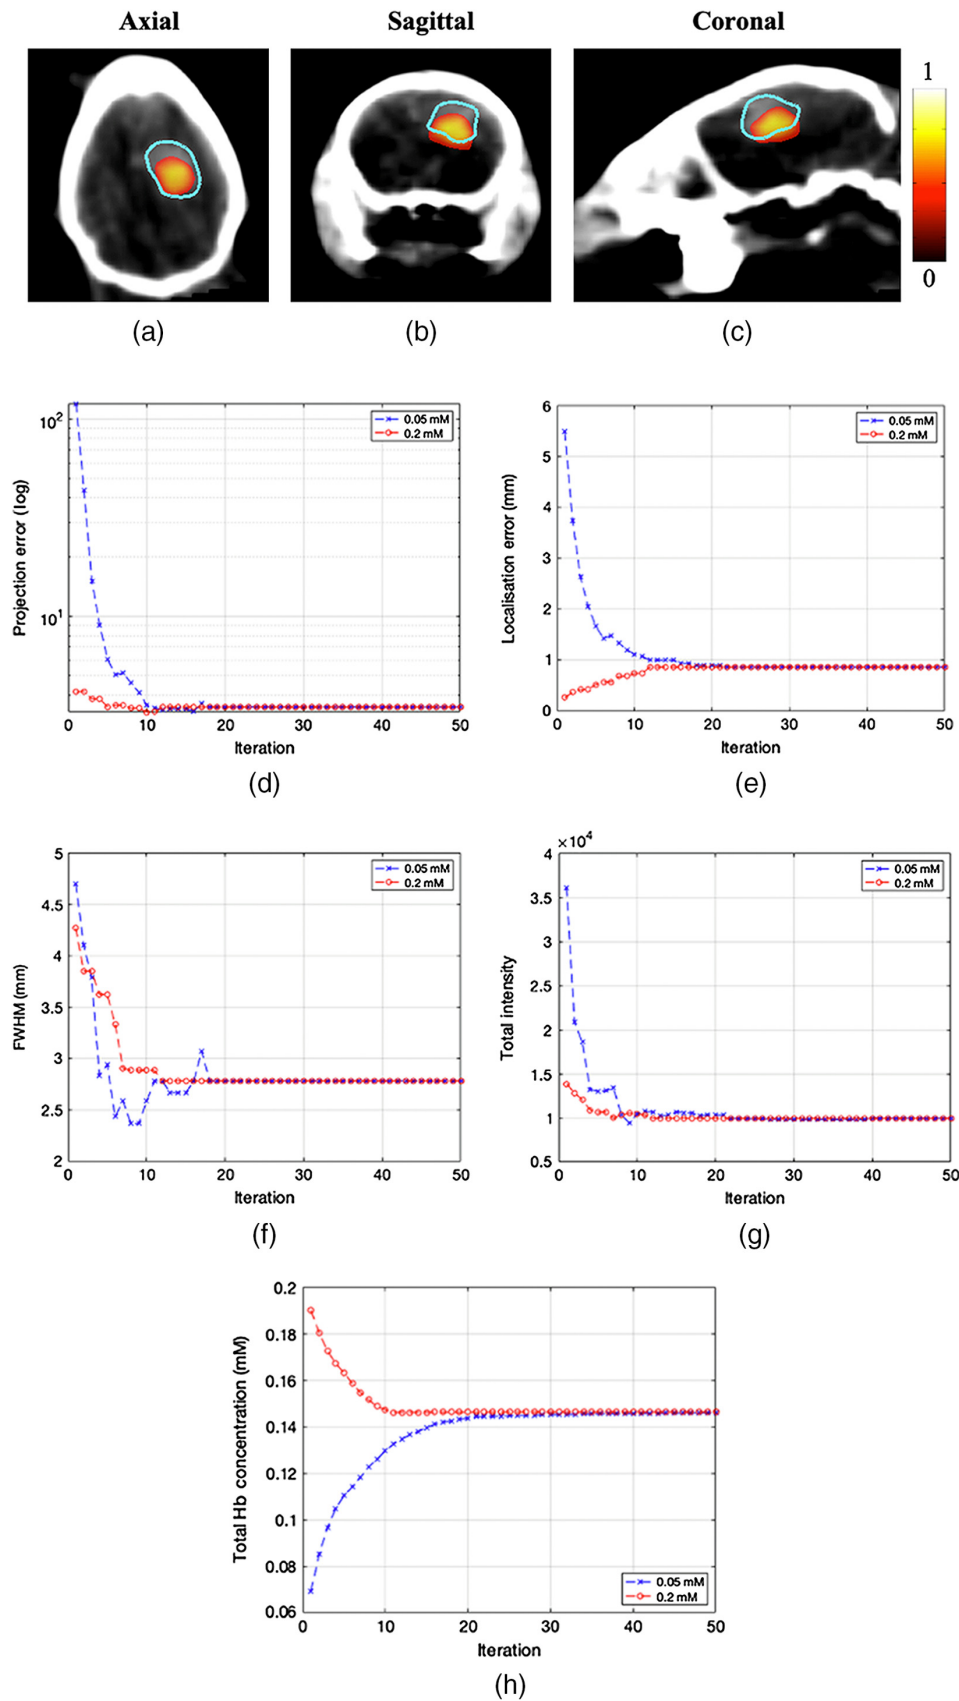 Axial
Sagittal
Coronal
1
0
(a)
(b)
(c)
Projection error (log)
10²
10¹
0.05 mM
0.2 mM
0 10 20 30 40 50
Iteration
(d)
Localisation error (mm)
6
5
4
3
2
1
0
0.05 mM
0.2 mM
0 10 20 30 40 50
Iteration
(e)
FWHM (mm)
5
4.5
4
3.5
3
2.5
2
0.05 mM
0.2 mM
0 10 20 30 40 50
Iteration
(f)
×10⁴
Total intensity
4
3.5
3
2.5
2
1.5
1
0.5
0.05 mM
0.2 mM
0 10 20 30 40 50
Iteration
(g)
Total Hb concentration (mM)
0.2
0.18
0.16
0.14
0.12
0.1
0.08
0.06
0.05 mM
0.2 mM
0 10 20 30 40 50
Iteration
(h)